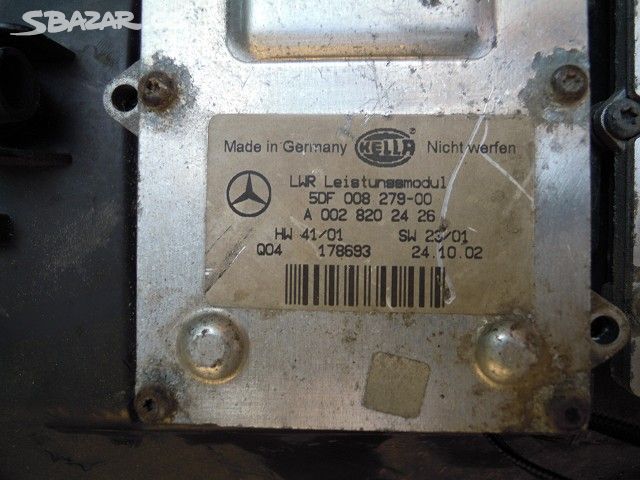 SBAZAR.CZ
Made in Germany HELLA ® Nicht werfen
LWR Leistungsmodul
5DF 008 279-00
A 002 820 24 26
HW 41/01 SW 23/01
Q04 178693 24.10.02